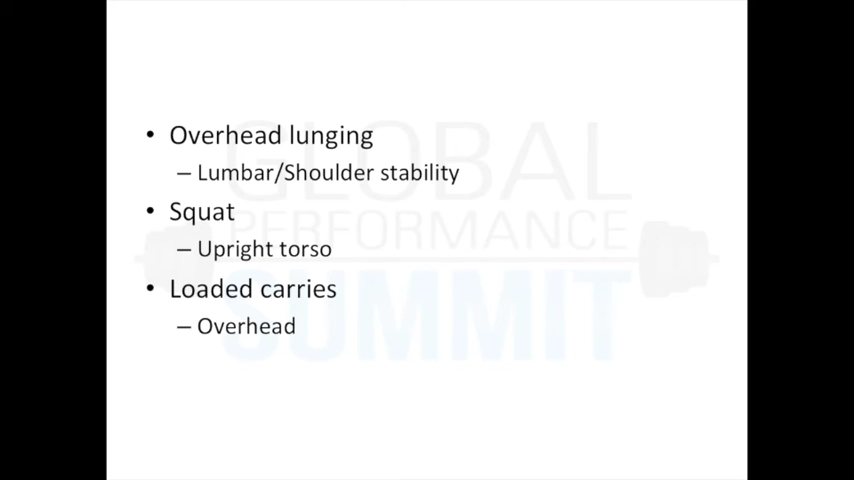 GLOBAL
PERFORMANCE
SUMMIT
• Overhead lunging
– Lumbar/Shoulder stability
• Squat
– Upright torso
• Loaded carries
– Overhead